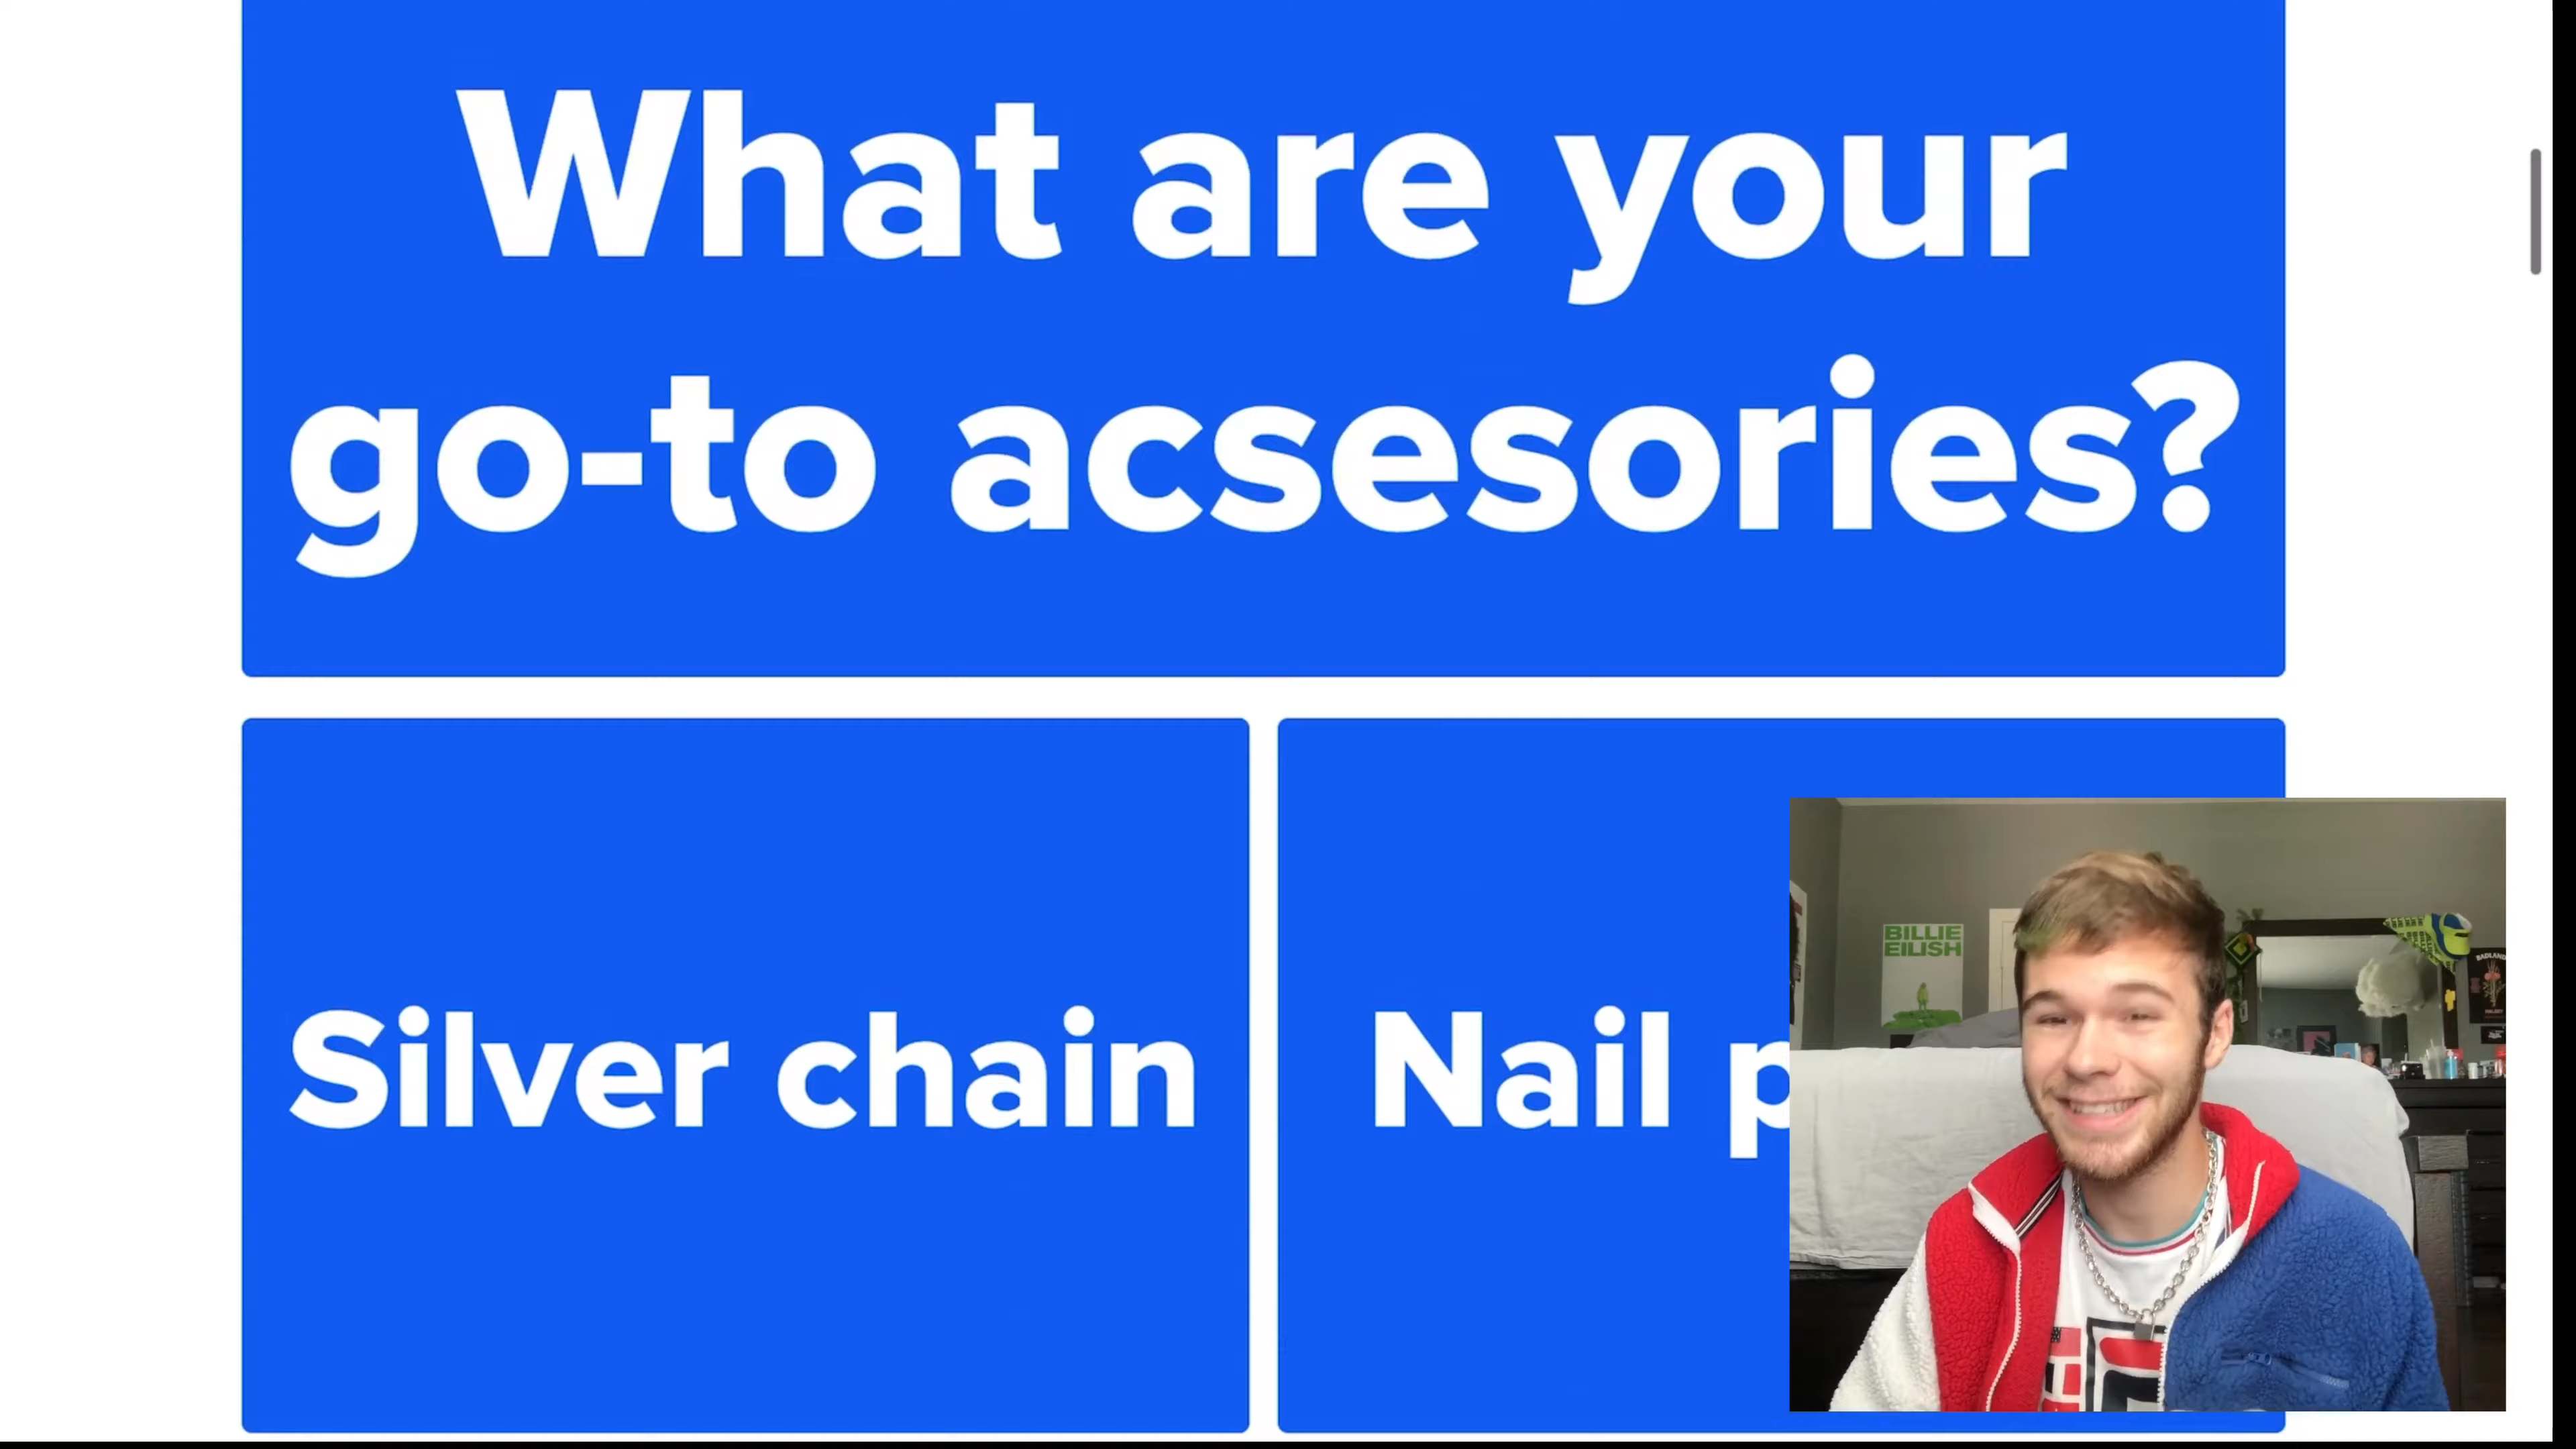 What are your
go-to acsesories?
Silver chain
Nail
BILLIE
EILISH